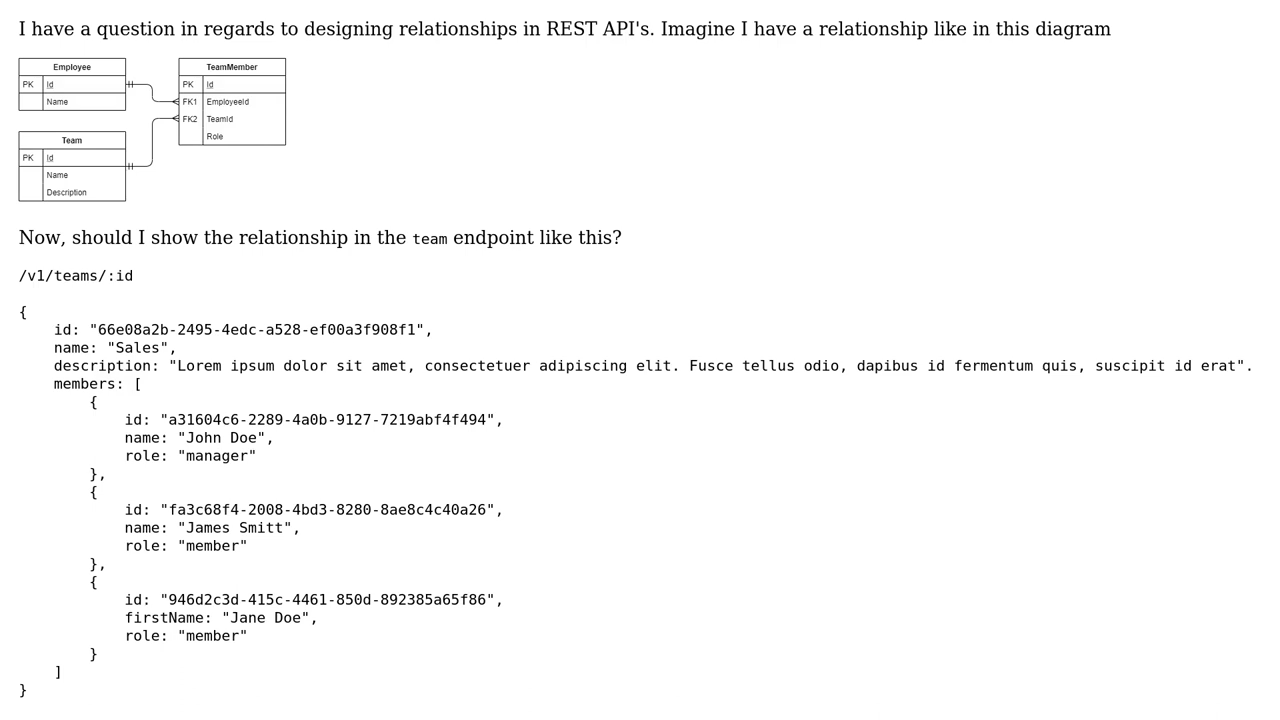 I have a question in regards to designing relationships in REST API's. Imagine I have a relationship like in this diagram
Employee
PK Id
Name
TeamMember
PK Id
FK1 EmployeeId
FK2 TeamId
Role
Team
PK Id
Name
Description
Now, should I show the relationship in the team endpoint like this?
/v1/teams/:id
{
    id: "66e08a2b-2495-4edc-a528-ef00a3f908f1",
    name: "Sales",
    description: "Lorem ipsum dolor sit amet, consectetuer adipiscing elit. Fusce tellus odio, dapibus id fermentum quis, suscipit id erat".
    members: [
        {
            id: "a31604c6-2289-4a0b-9127-7219abf4f494",
            name: "John Doe",
            role: "manager"
        },
        {
            id: "fa3c68f4-2008-4bd3-8280-8ae8c4c40a26",
            name: "James Smitt",
            role: "member"
        },
        {
            id: "946d2c3d-415c-4461-850d-892385a65f86",
            firstName: "Jane Doe",
            role: "member"
        }
    ]
}